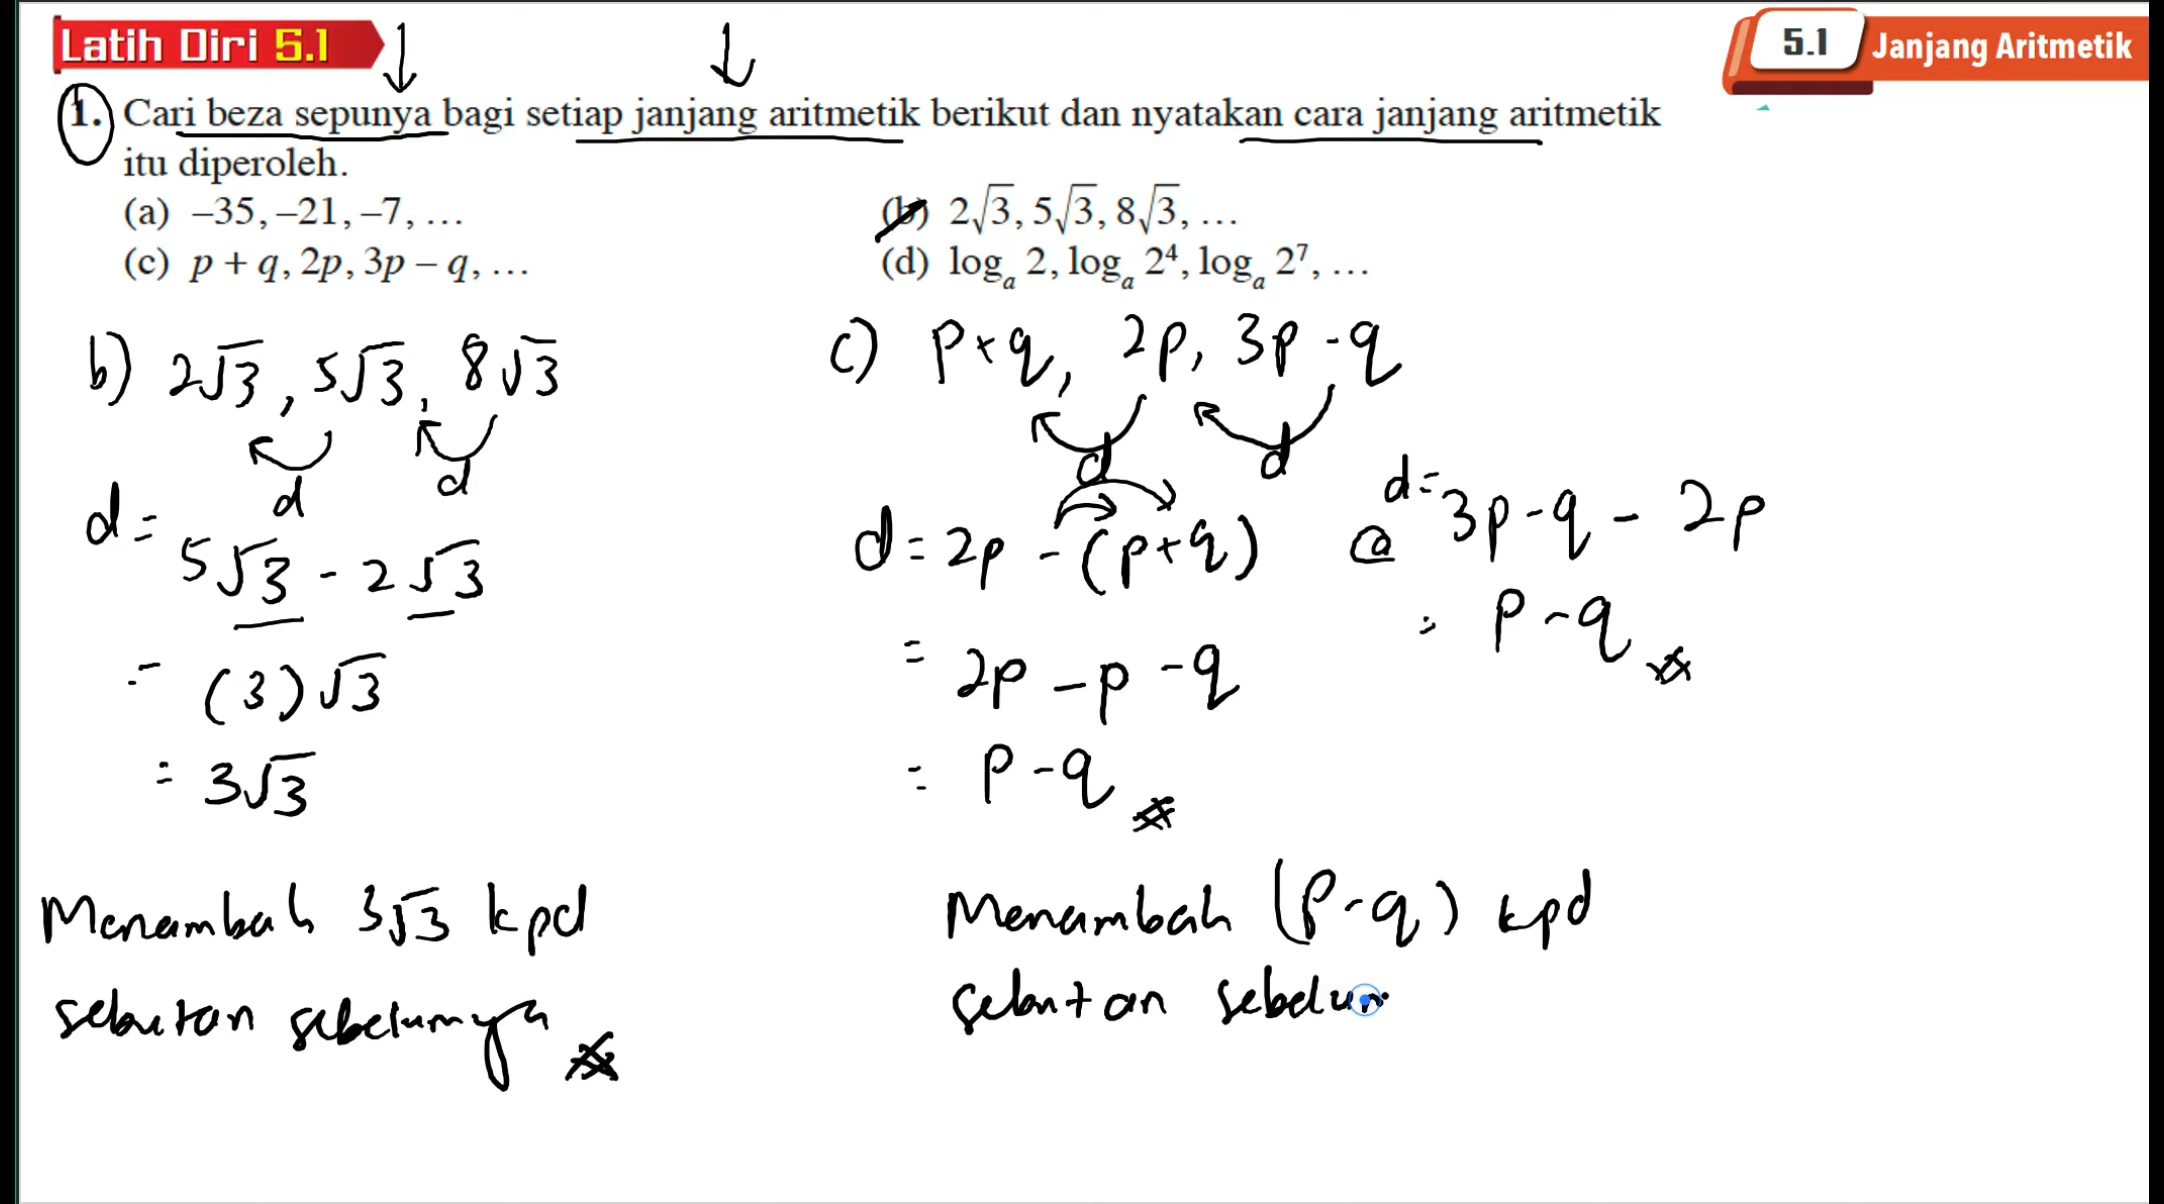 Latih Diri 5.1
5.1 Janjang Aritmetik
1. Cari beza sepunya bagi setiap janjang aritmetik berikut dan nyatakan cara janjang aritmetik
itu diperoleh.
(a) –35, –21, –7, …
(b) 2√3, 5√3, 8√3, …
(c) p + q, 2p, 3p – q, …
(d) logₐ 2, logₐ 2⁴, logₐ 2⁷, …
b) 2√3, 5√3, 8√3
d d
d =
5√3 - 2√3
= (3)√3
= 3√3
Menambah 3√3 kpd
sebutan sebelumnya
c) p+q, 2p, 3p-q
d d
d = 2p - (p+q)
= 2p - p - q
= p - q
@ d = 3p - q - 2p
= p - q
Menambah (p-q) kpd
sebutan sebelum